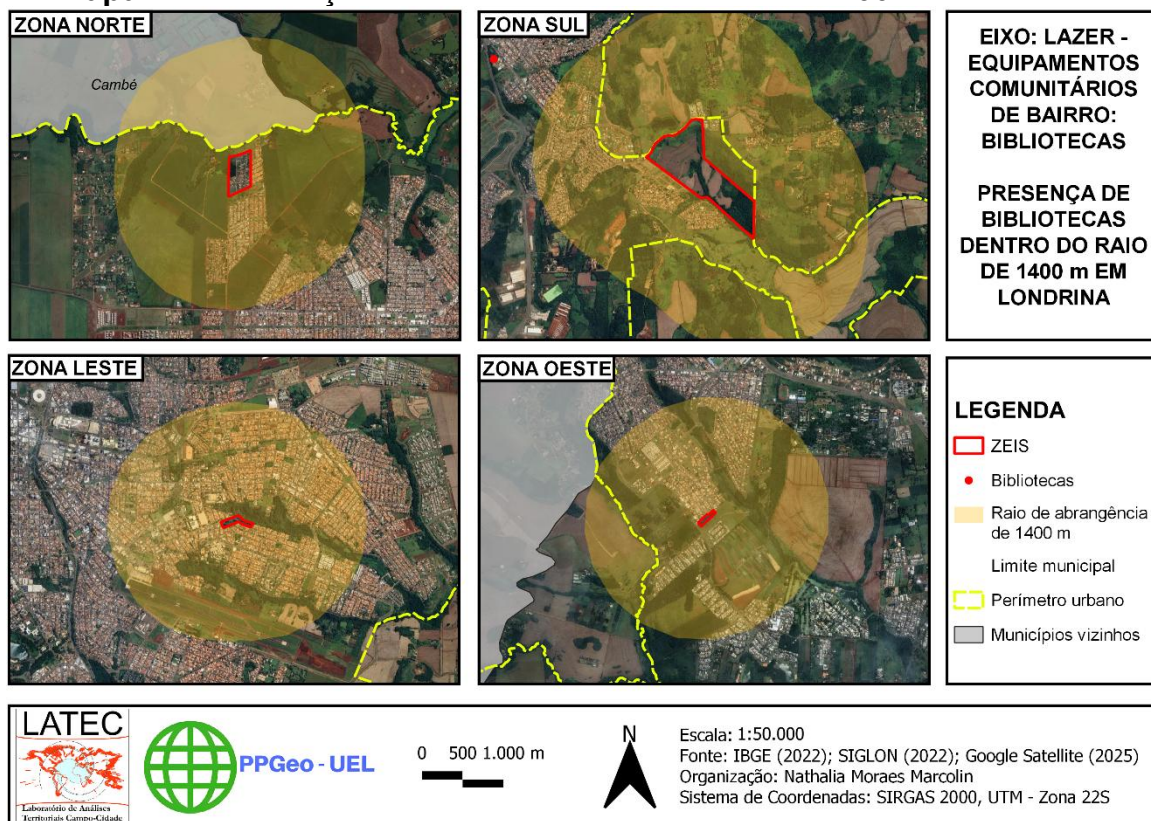 ZONA NORTE
Cambé
ZONA SUL
EIXO: LAZER -
EQUIPAMENTOS
COMUNITÁRIOS
DE BAIRRO:
BIBLIOTECAS
PRESENÇA DE
BIBLIOTECAS
DENTRO DO RAIO
DE 1400 m EM
LONDRINA
ZONA LESTE
ZONA OESTE
LEGENDA
ZEIS
Bibliotecas
Raio de abrangência
de 1400 m
Limite municipal
Perímetro urbano
Municípios vizinhos
LATEC
Laboratório de Análises
Territoriais Campo-Cidade
PPGeo - UEL
0 500 1.000 m
N
Escala: 1:50.000
Fonte: IBGE (2022); SIGLON (2022); Google Satellite (2025)
Organização: Nathalia Moraes Marcolin
Sistema de Coordenadas: SIRGAS 2000, UTM - Zona 22S